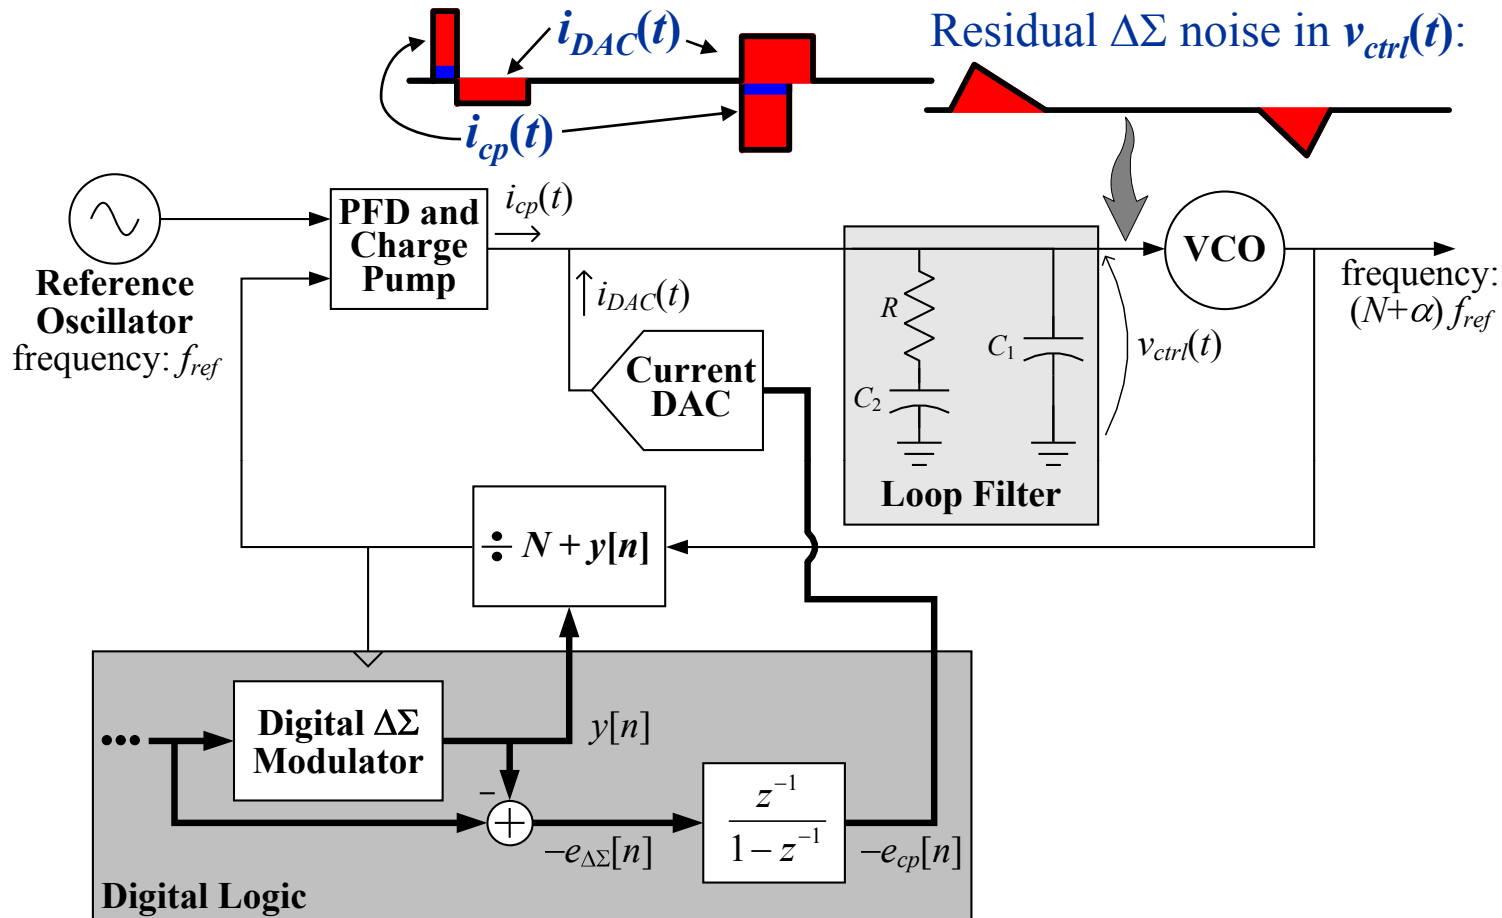 i_DAC(t)
Residual ΔΣ noise in v_ctrl(t):
i_cp(t)
PFD and
Charge
Pump
i_cp(t)
VCO
Reference
Oscillator
frequency: f_ref
frequency:
(N+α) f_ref
i_DAC(t)
R
C_1
v_ctrl(t)
Current
DAC
C_2
Loop Filter
÷ N + y[n]
Digital ΔΣ
Modulator
y[n]
-
+
z^{-1}
1 - z^{-1}
-e_ΔΣ[n]
-e_cp[n]
Digital Logic